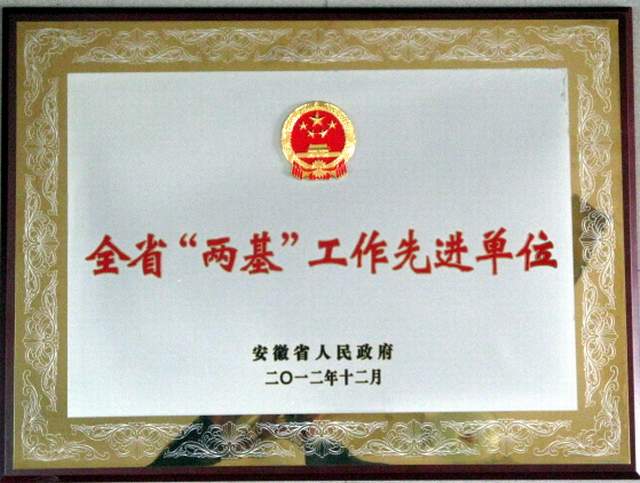 全省“两基”工作先进单位
安徽省人民政府
二〇一二年十二月